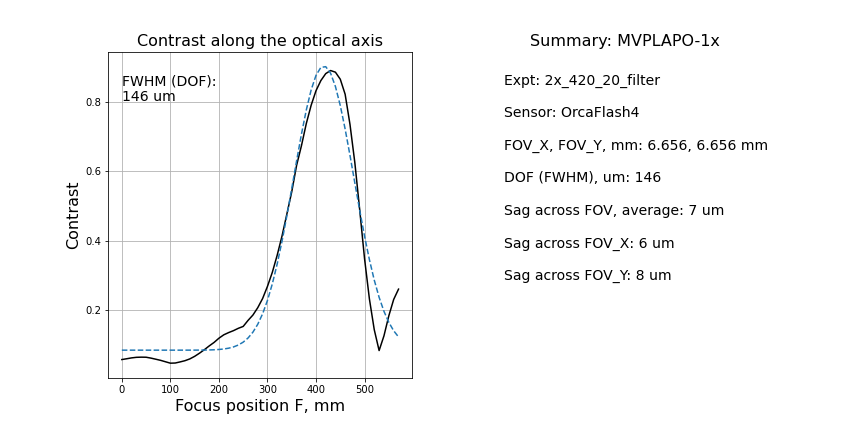 Contrast along the optical axis
FWHM (DOF):
146 um
0.8
0.6
0.4
0.2
Contrast
0 100 200 300 400 500
Focus position F, mm
Summary: MVPLAPO-1x
Expt: 2x_420_20_filter
Sensor: OrcaFlash4
FOV_X, FOV_Y, mm: 6.656, 6.656 mm
DOF (FWHM), um: 146
Sag across FOV, average: 7 um
Sag across FOV_X: 6 um
Sag across FOV_Y: 8 um